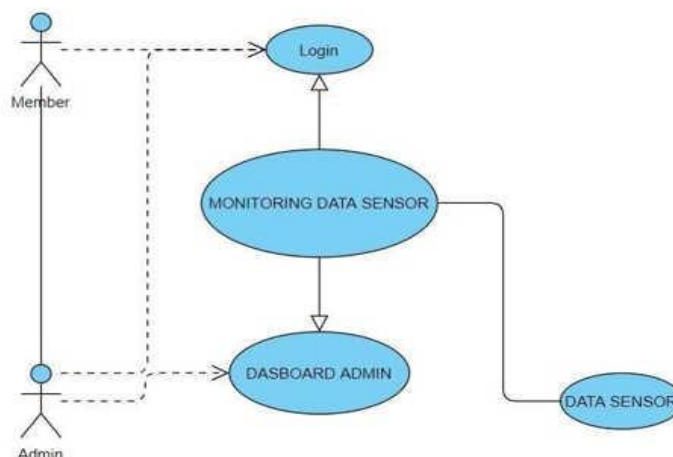 Login
Member
MONITORING DATA SENSOR
DASBOARD ADMIN
DATA SENSOR
Admin